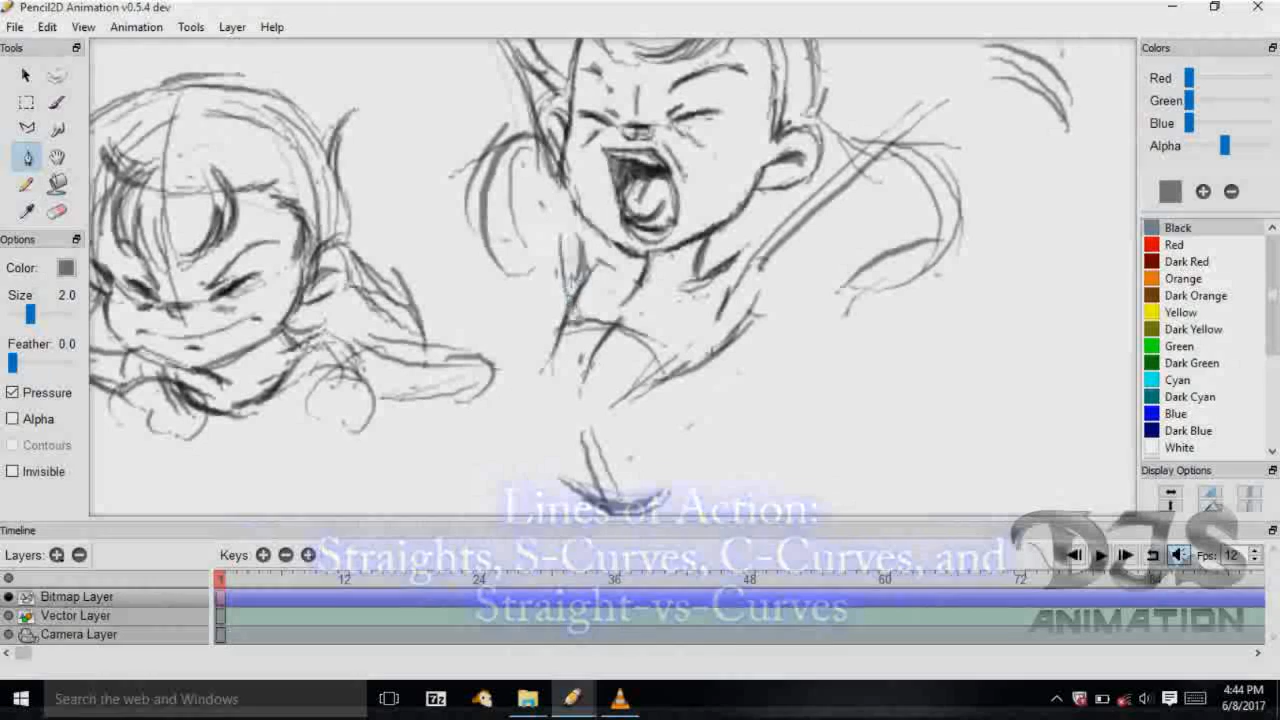 Pencil2D Animation v0.5.4 dev
File Edit View Animation Tools Layer Help
Tools
Colors
Red
Green
Blue
Alpha
Options
Color:
Size 2.0
Feather: 0.0
Pressure
Alpha
Contours
Invisible
Black
Red
Dark Red
Orange
Dark Orange
Yellow
Dark Yellow
Green
Dark Green
Cyan
Dark Cyan
Blue
Dark Blue
White
Display Options
Lines of Action:
Straights, S-Curves, C-Curves, and
Straight-vs-Curves
Timeline
Layers: Keys: Fps: 12
1 12 24 36 48 60 72 84
Bitmap Layer
Vector Layer
Camera Layer
DJS
ANIMATION
Search the web and Windows
7z
4:44 PM
6/8/2017